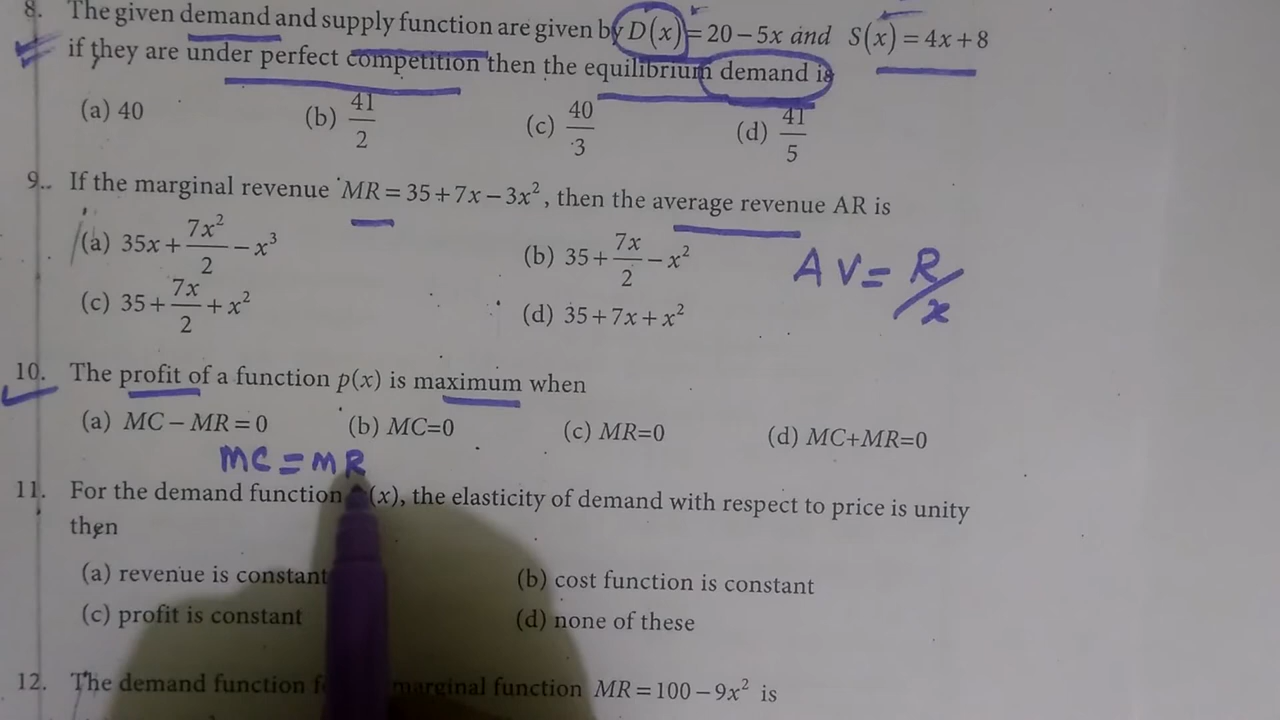 8. The given demand and supply function are given by D(x) = 20 – 5x and S(x) = 4x + 8
if they are under perfect competition then the equilibrium demand is
(a) 40 (b) 41/2 (c) 40/3 (d) 41/5
9.. If the marginal revenue MR = 35 + 7x – 3x², then the average revenue AR is
(a) 35x + 7x²/2 – x³ (b) 35 + 7x/2 – x²
(c) 35 + 7x/2 + x² (d) 35 + 7x + x²
AV = R/x
10. The profit of a function p(x) is maximum when
(a) MC – MR = 0 (b) MC=0 (c) MR=0 (d) MC+MR=0
MC = MR
11. For the demand function (x), the elasticity of demand with respect to price is unity
then
(a) revenue is constant (b) cost function is constant
(c) profit is constant (d) none of these
12. The demand function marginal function MR = 100 – 9x² is